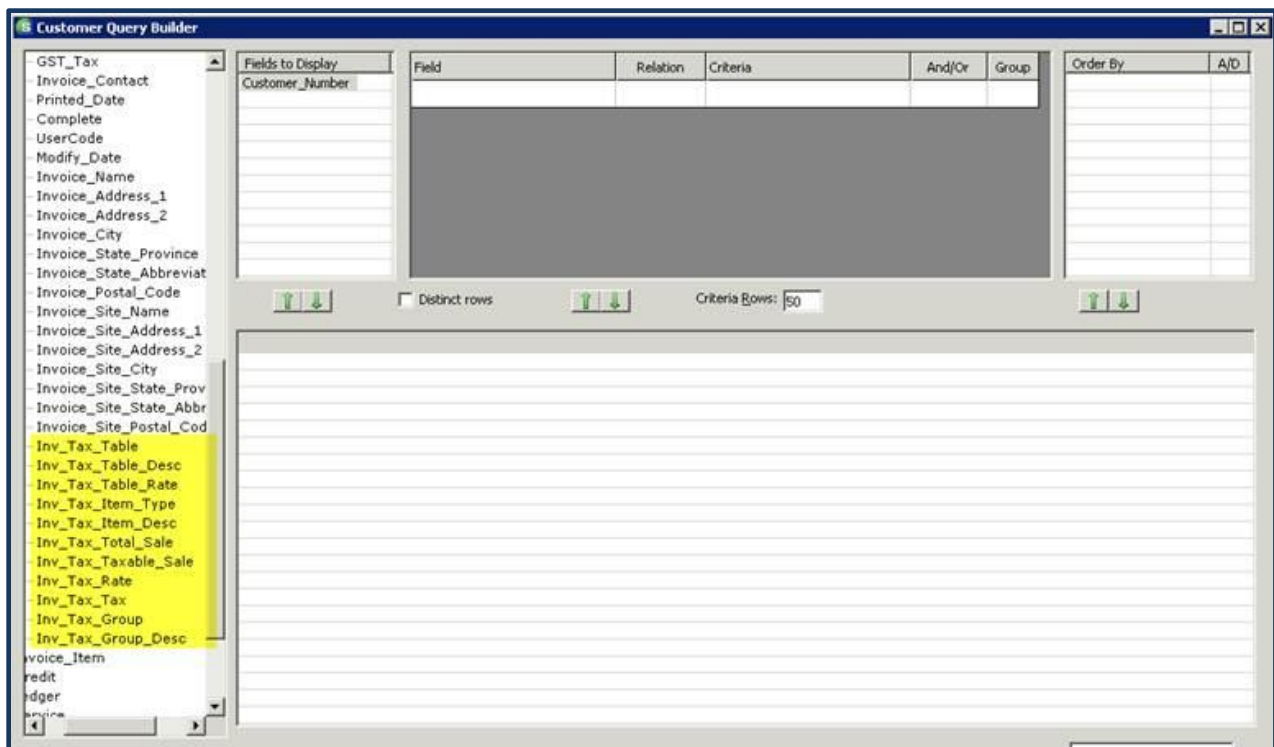 Customer Query Builder
GST_Tax
Invoice_Contact
Printed_Date
Complete
UserCode
Modify_Date
Invoice_Name
Invoice_Address_1
Invoice_Address_2
Invoice_City
Invoice_State_Province
Invoice_State_Abbreviat
Invoice_Postal_Code
Invoice_Site_Name
Invoice_Site_Address_1
Invoice_Site_Address_2
Invoice_Site_City
Invoice_Site_State_Prov
Invoice_Site_State_Abbr
Invoice_Site_Postal_Cod
Inv_Tax_Table
Inv_Tax_Table_Desc
Inv_Tax_Table_Rate
Inv_Tax_Item_Type
Inv_Tax_Item_Desc
Inv_Tax_Total_Sale
Inv_Tax_Taxable_Sale
Inv_Tax_Rate
Inv_Tax_Tax
Inv_Tax_Group
Inv_Tax_Group_Desc
voice_Item
redit
edger
ervice
Fields to Display
Customer_Number
Field Relation Criteria And/Or Group
Order By A/D
Distinct rows
Criteria Rows: 50